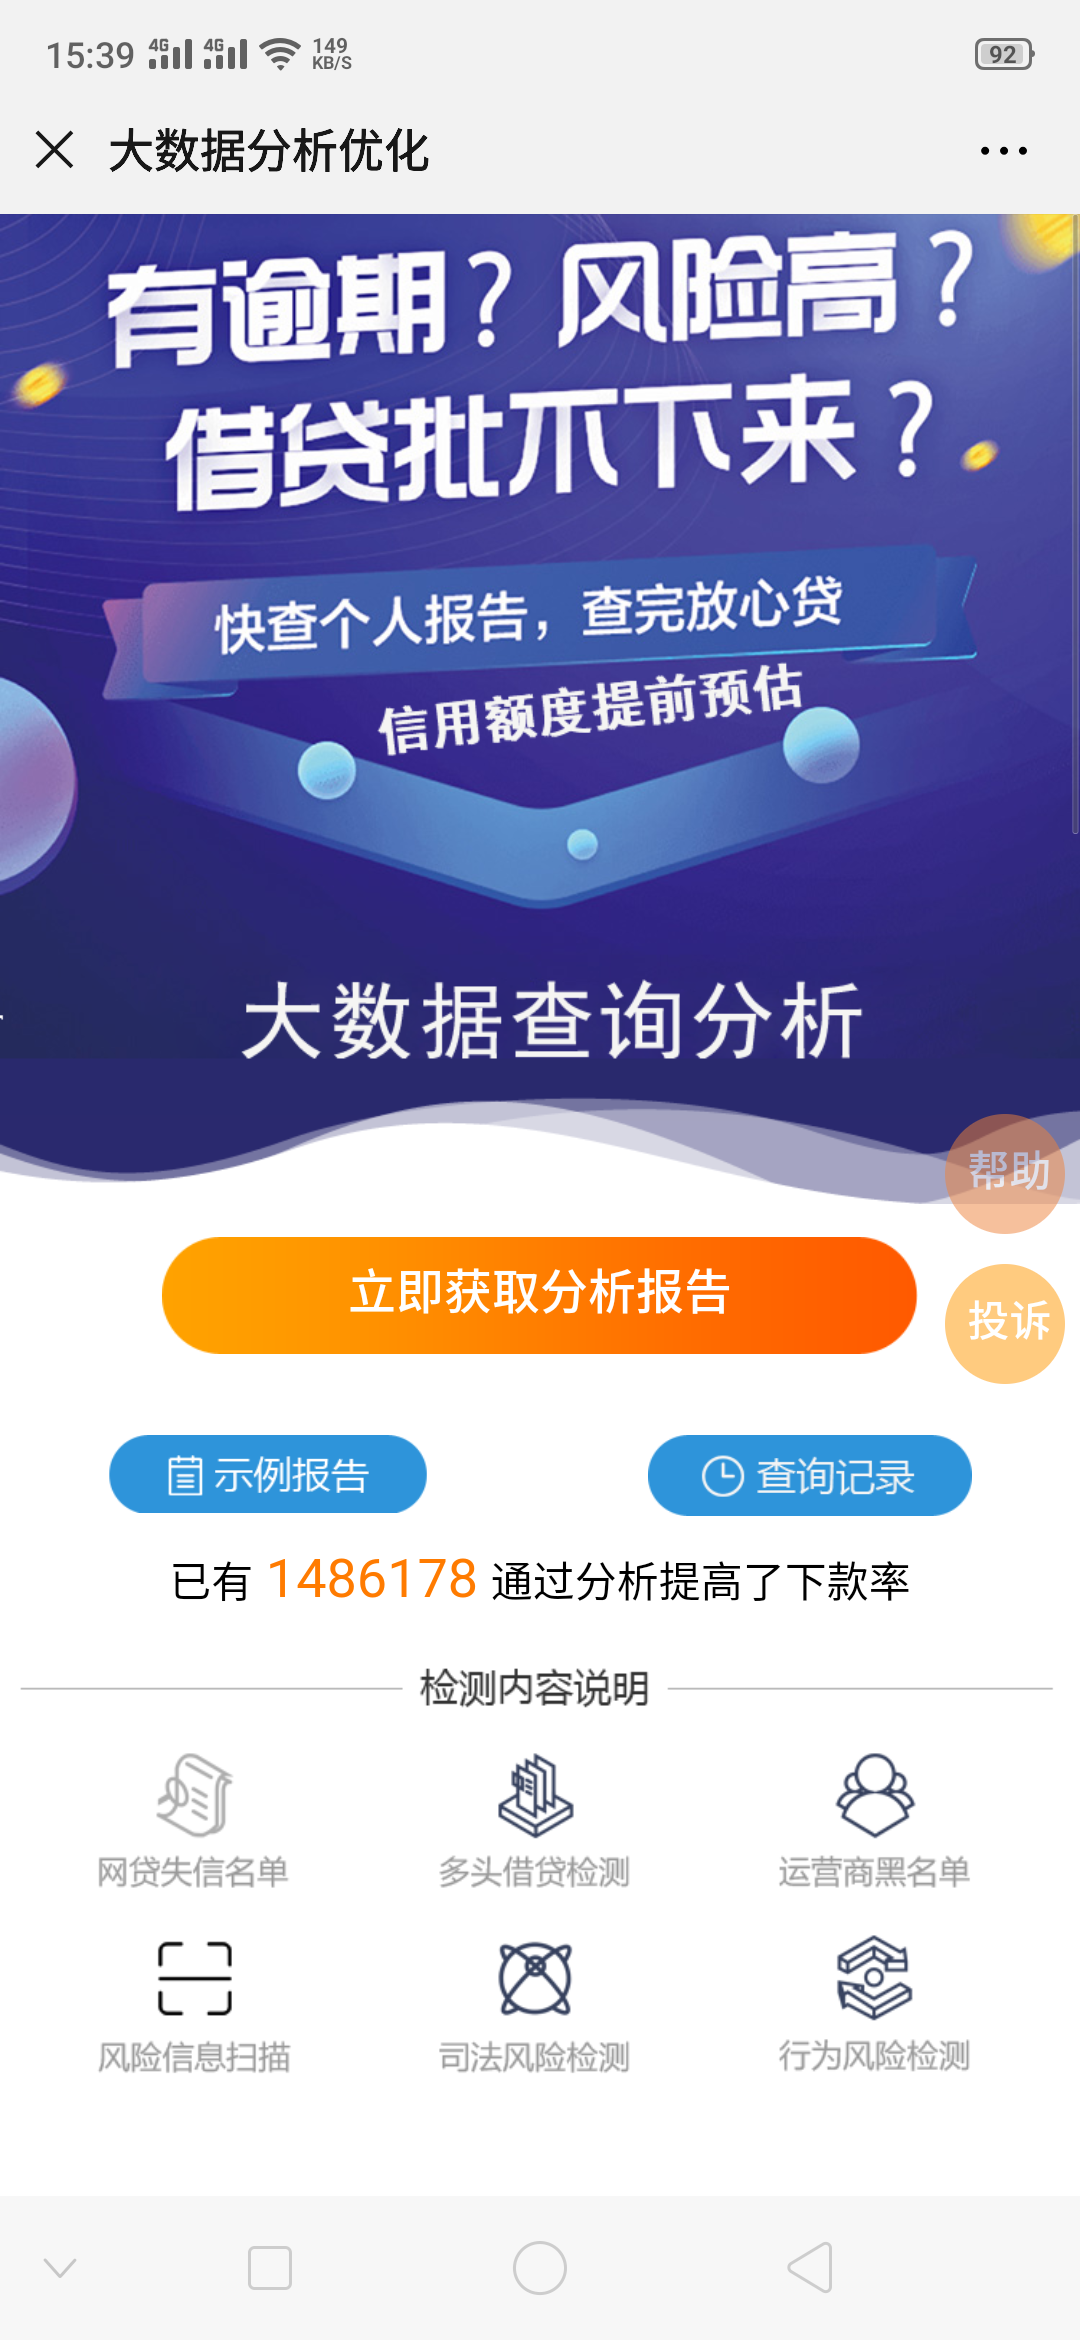 15:39 4G 4G 149 KB/S 92
大数据分析优化
有逾期？风险高？
借贷批不下来？
快查个人报告，查完放心贷
信用额度提前预估
大数据查询分析
帮助
立即获取分析报告
投诉
示例报告 查询记录
已有 1486178 通过分析提高了下款率
检测内容说明
网贷失信名单 多头借贷检测 运营商黑名单
风险信息扫描 司法风险检测 行为风险检测